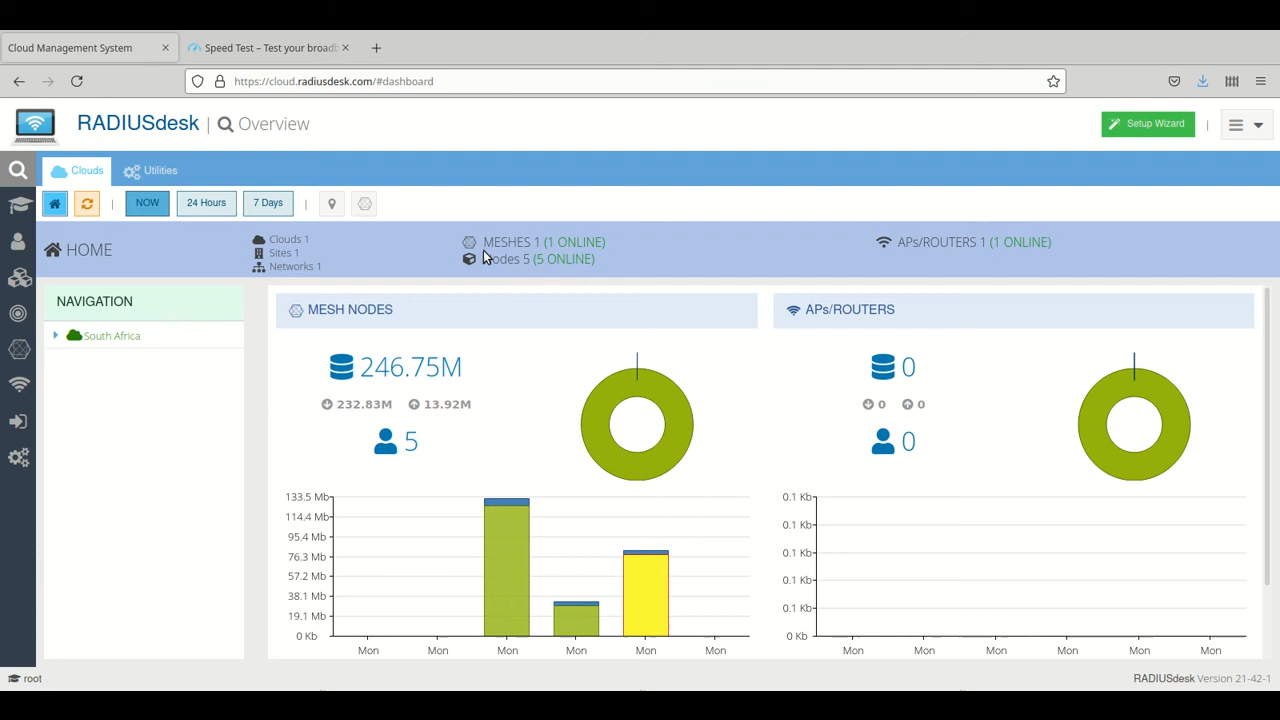 Cloud Management System
Speed Test – Test your broadb
https://cloud.radiusdesk.com/#dashboard
RADIUSdesk | Overview
Setup Wizard
Clouds
Utilities
NOW
24 Hours
7 Days
HOME
Clouds 1
Sites 1
Networks 1
MESHES 1 (1 ONLINE)
odes 5 (5 ONLINE)
APs/ROUTERS 1 (1 ONLINE)
NAVIGATION
South Africa
MESH NODES
246.75M
232.83M 13.92M
5
133.5 Mb
114.4 Mb
95.4 Mb
76.3 Mb
57.2 Mb
38.1 Mb
19.1 Mb
0 Kb
Mon Mon Mon Mon Mon Mon
APs/ROUTERS
0
0 0
0
0.1 Kb
0.1 Kb
0.1 Kb
0.1 Kb
0.1 Kb
0 Kb
Mon Mon Mon Mon Mon Mon
root
RADIUSdesk Version 21-42-1